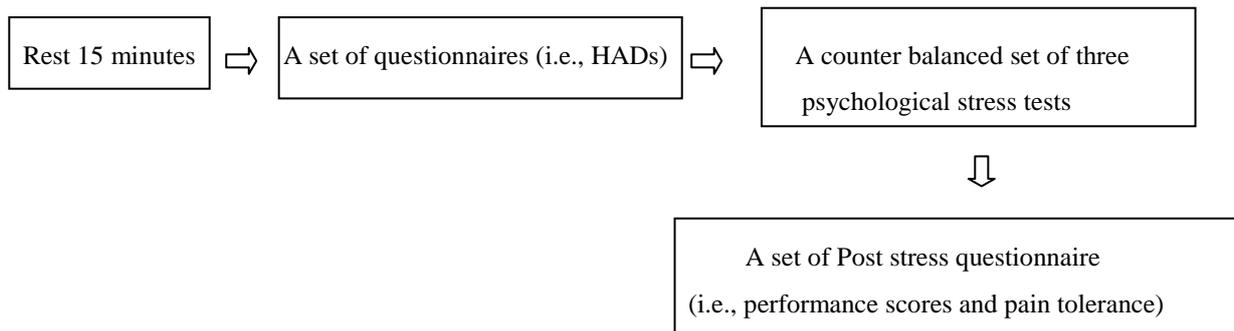 Rest 15 minutes
A set of questionnaires (i.e., HADs)
A counter balanced set of three
psychological stress tests
A set of Post stress questionnaire
(i.e., performance scores and pain tolerance)